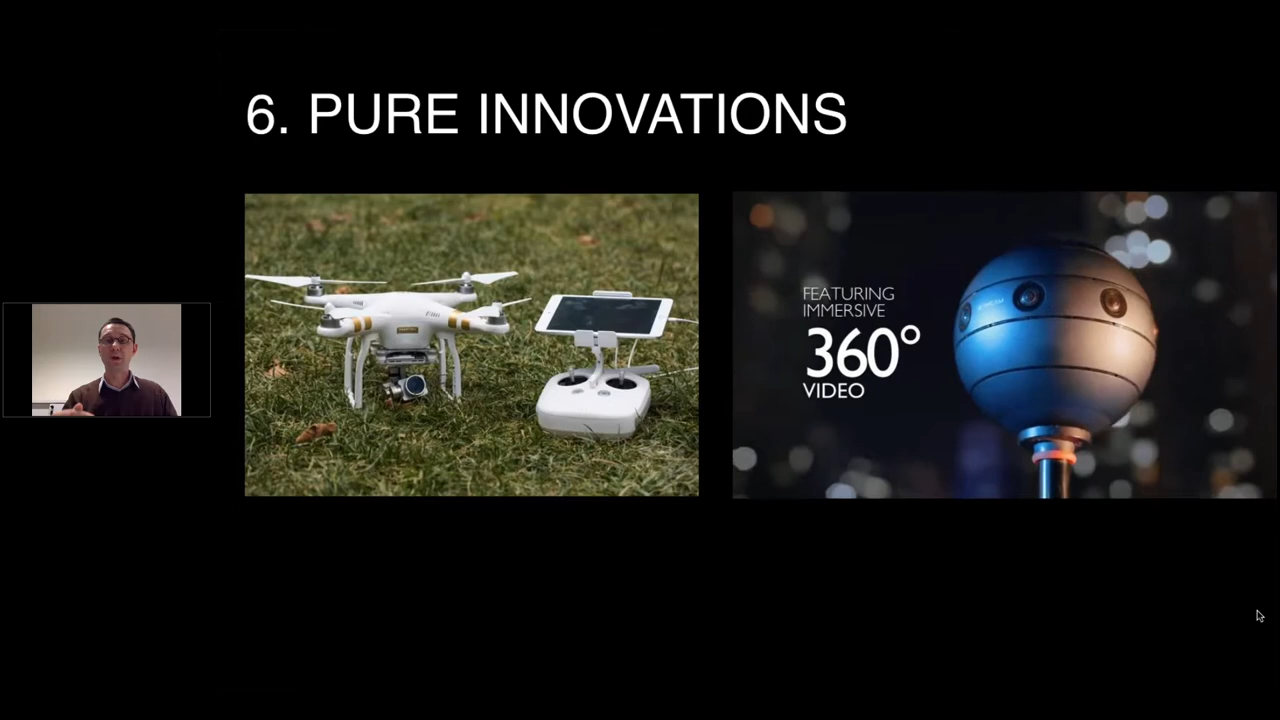 6. PURE INNOVATIONS
FEATURING
IMMERSIVE
360°
VIDEO